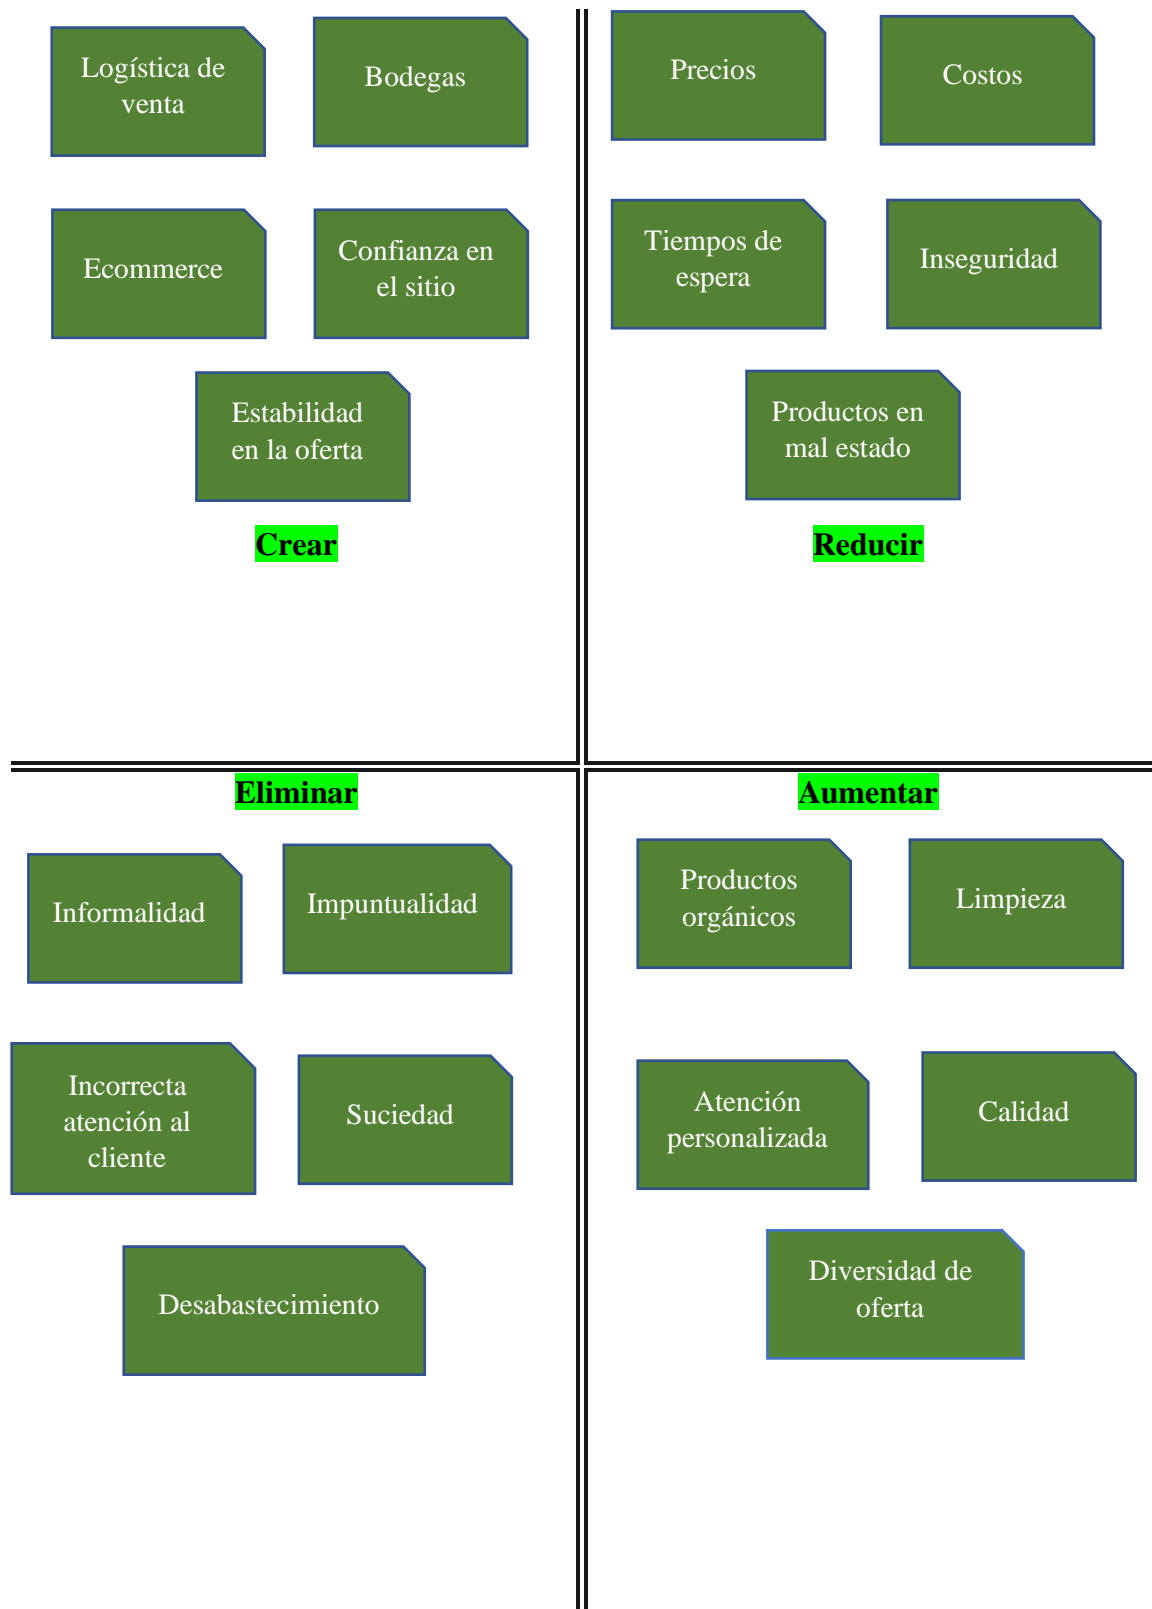 Logística de
venta
Bodegas
Ecommerce
Confianza en
el sitio
Estabilidad
en la oferta
Crear
Precios
Costos
Tiempos de
espera
Inseguridad
Productos en
mal estado
Reducir
Eliminar
Informalidad
Impuntualidad
Incorrecta
atención al
cliente
Suciedad
Desabastecimiento
Aumentar
Productos
orgánicos
Limpieza
Atención
personalizada
Calidad
Diversidad de
oferta